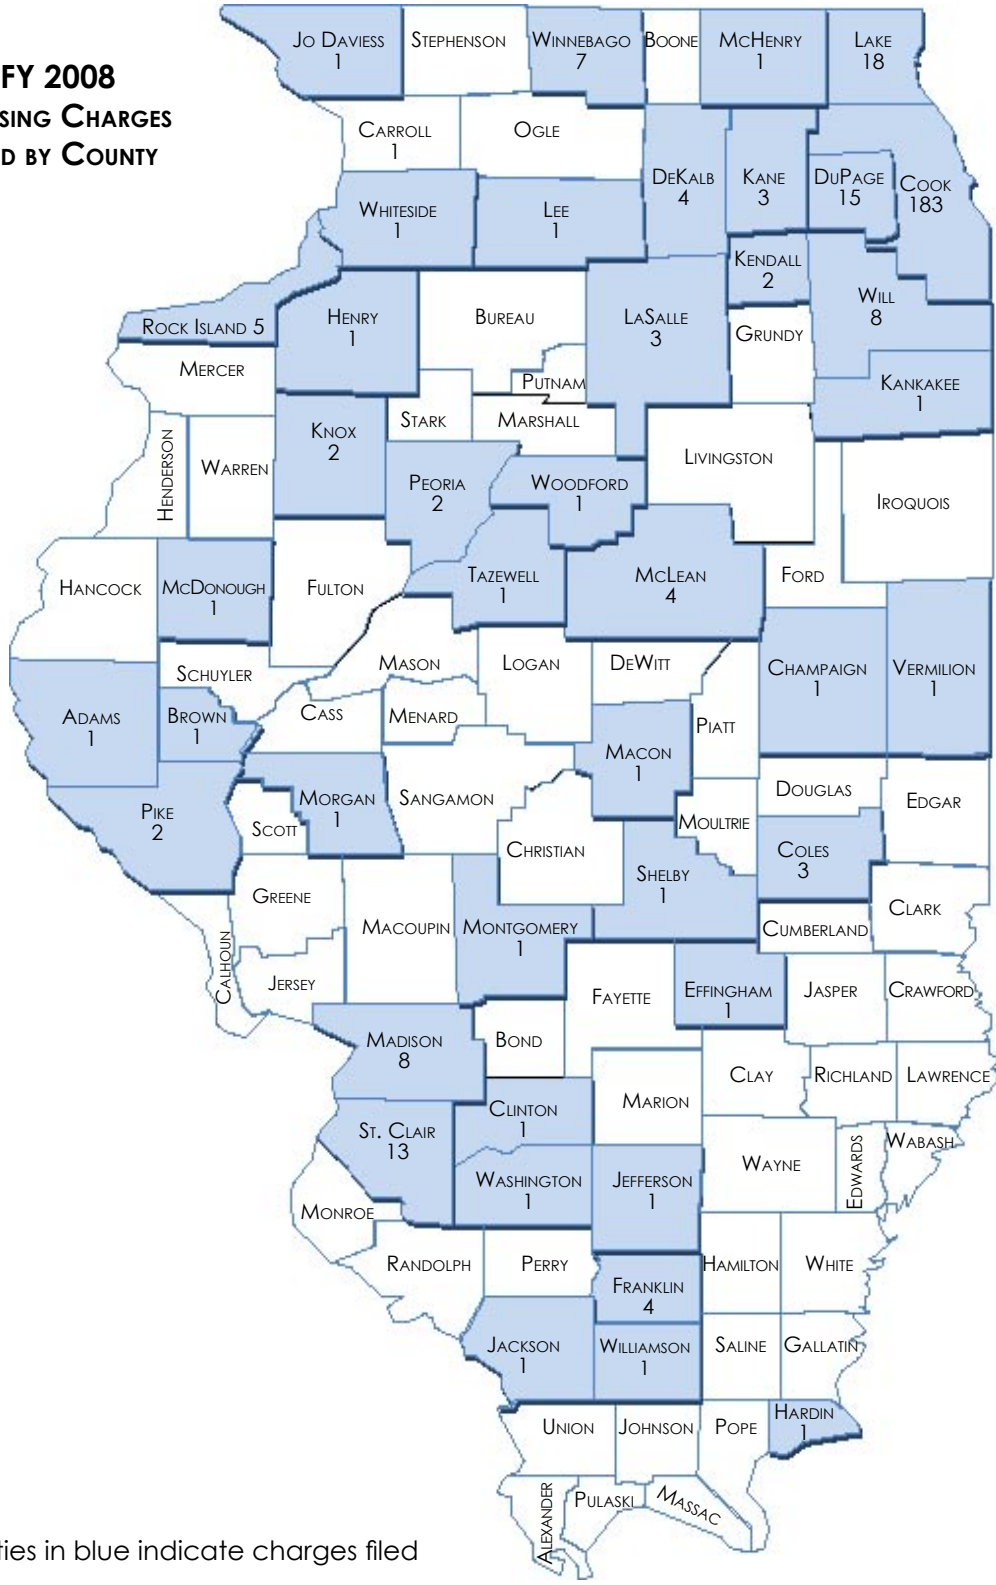 FY 2008
SING CHARGES
D BY COUNTY
JO DAVIESS
1
STEPHENSON
WINNEBAGO
7
BOONE
MCHENRY
1
LAKE
18
CARROLL
1
OGLE
DEKALB
4
KANE
3
DUPAGE
15
COOK
183
WHITESIDE
1
LEE
1
KENDALL
2
WILL
8
ROCK ISLAND 5
HENRY
1
BUREAU
LASALLE
3
GRUNDY
MERCER
PUTNAM
KANKAKEE
1
STARK
MARSHALL
HENDERSON
WARREN
KNOX
2
PEORIA
2
WOODFORD
1
LIVINGSTON
IROQUOIS
HANCOCK
MCDONOUGH
1
FULTON
TAZEWELL
1
MCLEAN
4
FORD
SCHUYLER
MASON
LOGAN
DEWITT
CHAMPAIGN
1
VERMILION
1
ADAMS
1
BROWN
1
CASS
MENARD
PIATT
MACON
1
PIKE
2
SCOTT
MORGAN
1
SANGAMON
DOUGLAS
EDGAR
MOULTRIE
CHRISTIAN
COLES
3
SHELBY
1
GREENE
CLARK
MACOUPIN
MONTGOMERY
1
CUMBERLAND
CALHOUN
JERSEY
FAYETTE
EFFINGHAM
1
JASPER
CRAWFORD
MADISON
8
BOND
CLAY
RICHLAND
LAWRENCE
CLINTON
1
MARION
ST. CLAIR
13
WABASH
EDWARDS
WAYNE
WASHINGTON
1
JEFFERSON
1
MONROE
RANDOLPH
PERRY
HAMILTON
WHITE
FRANKLIN
4
JACKSON
1
WILLIAMSON
1
SALINE
GALLATIN
HARDIN
1
UNION
JOHNSON
POPE
ALEXANDER
PULASKI
MASSAC
ties in blue indicate charges filed